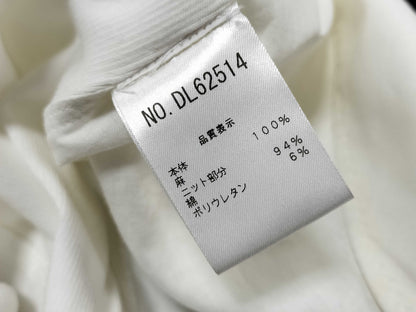 NO. DL62514
品質表示
本体
麻 100%
ニット部分
綿 94%
ポリウレタン 6%